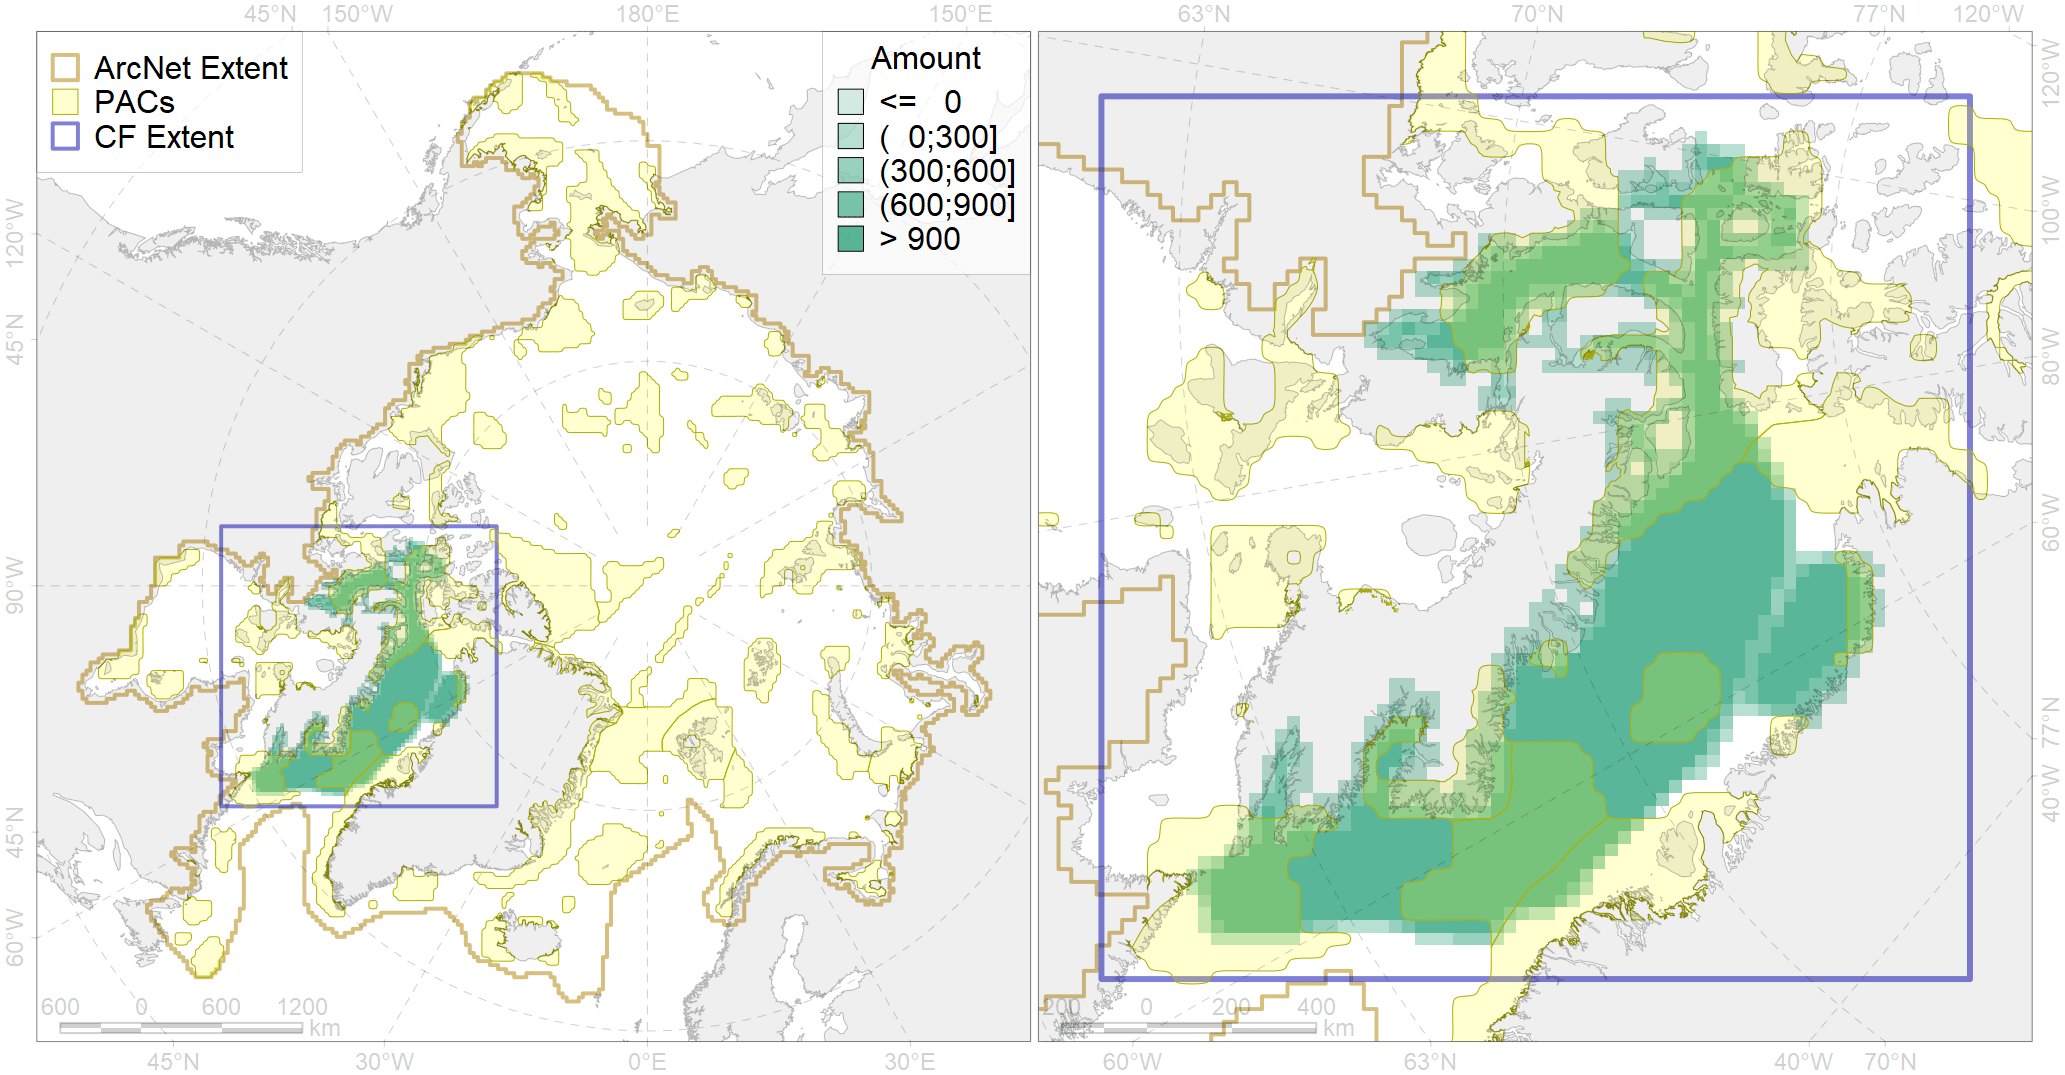 45°N 150°W 180°E 150°E 63°N 70°N 77°N 120°W
ArcNet Extent
PACs
CF Extent
Amount
<= 0
( 0;300]
(300;600]
(600;900]
> 900
120°W
45°N
90°W
45°N
60°W
120°W
100°W
80°W
60°W
77°N
40°W
600 0 600 1200
km
200 0 200 400
km
45°N 30°W 0°E 30°E 60°W 63°N 40°W 70°N